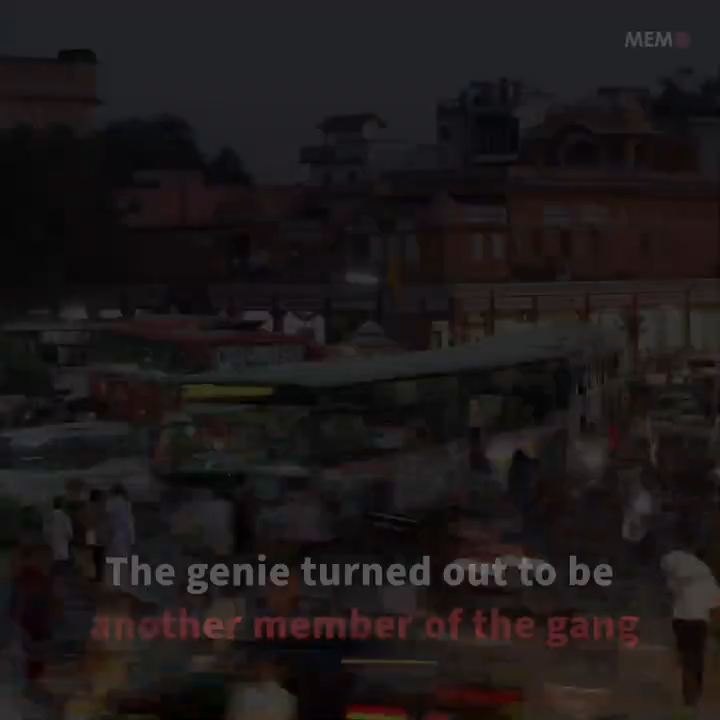 MEMO
The genie turned out to be
another member of the gang